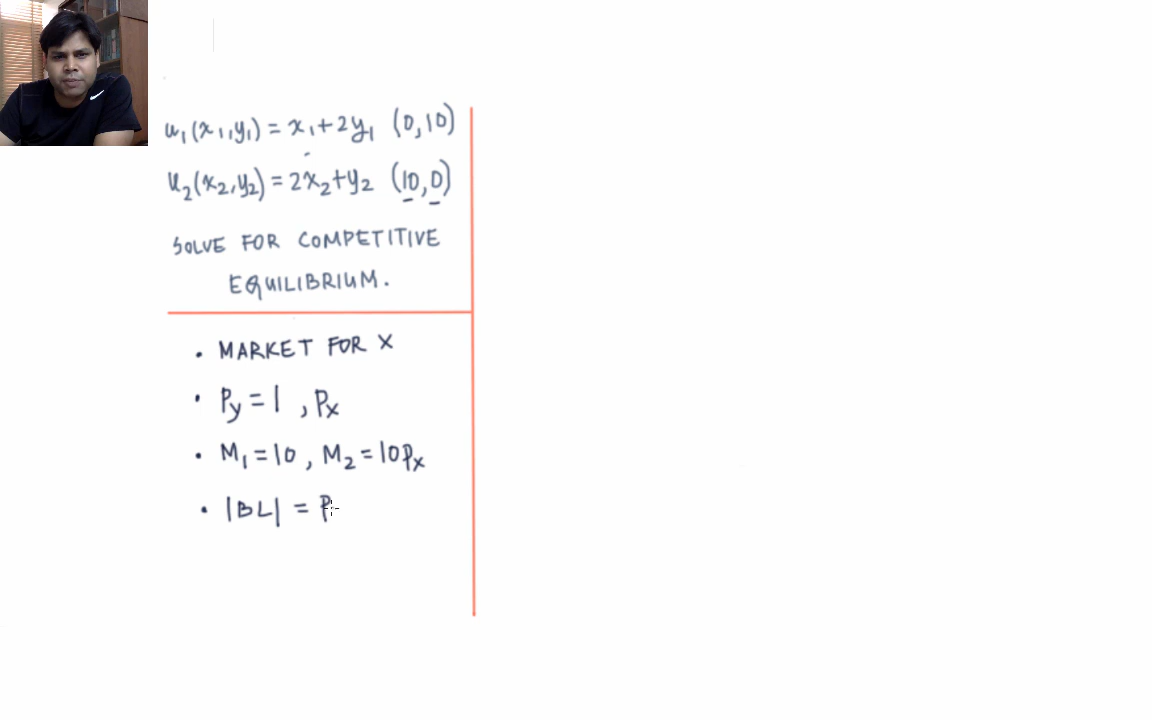 u₁(x₁,y₁) = x₁+2y₁ (0,10)
u₂(x₂,y₂) = 2x₂+y₂ (10,0)
SOLVE FOR COMPETITIVE
EQUILIBRIUM.
• MARKET FOR X
• Py = 1 , Px
• M₁ = 10 , M₂ = 10Px
• |BL| = P